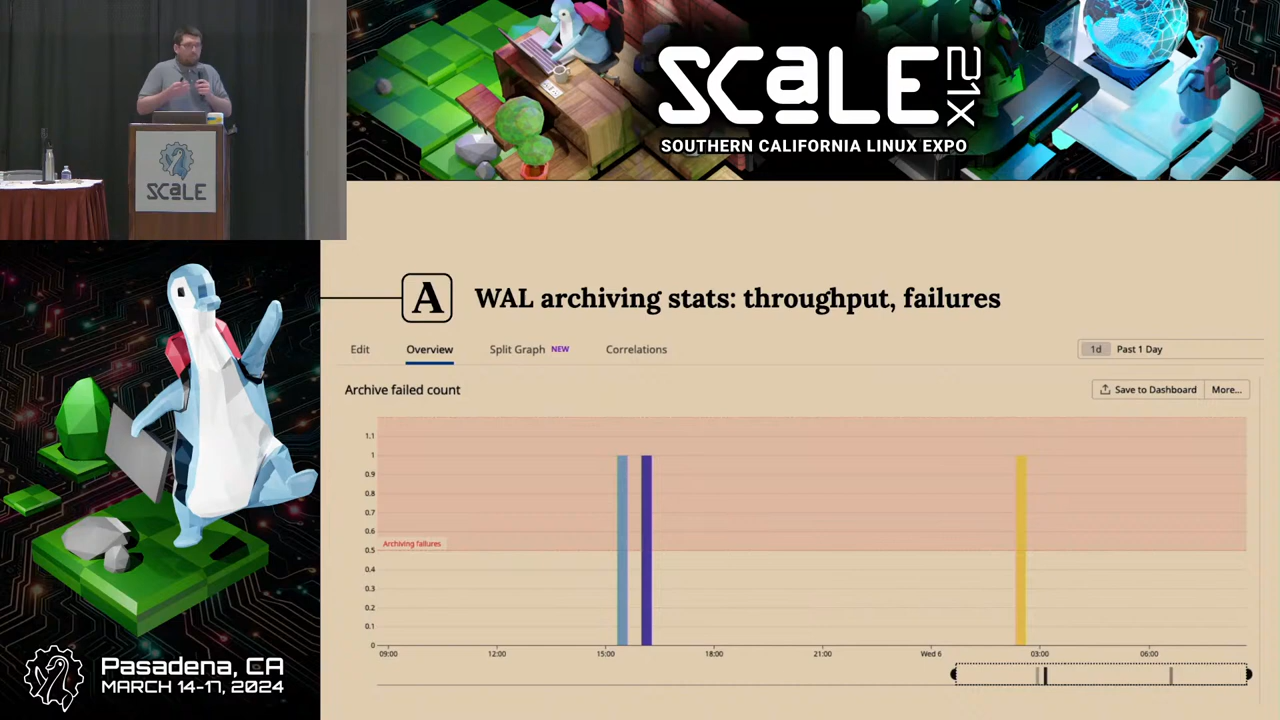 SCALE
SCaLE
21x
SOUTHERN CALIFORNIA LINUX EXPO
A
WAL archiving stats: throughput, failures
Edit
Overview
Split Graph NEW
Correlations
1d Past 1 Day
Archive failed count
Save to Dashboard
More...
1.1
1
0.9
0.8
0.7
0.6
0.5
0.4
0.3
0.2
0.1
0
Archiving failures
09:00
12:00
15:00
18:00
21:00
Wed 6
03:00
06:00
Pasadena, CA
MARCH 14-17, 2024